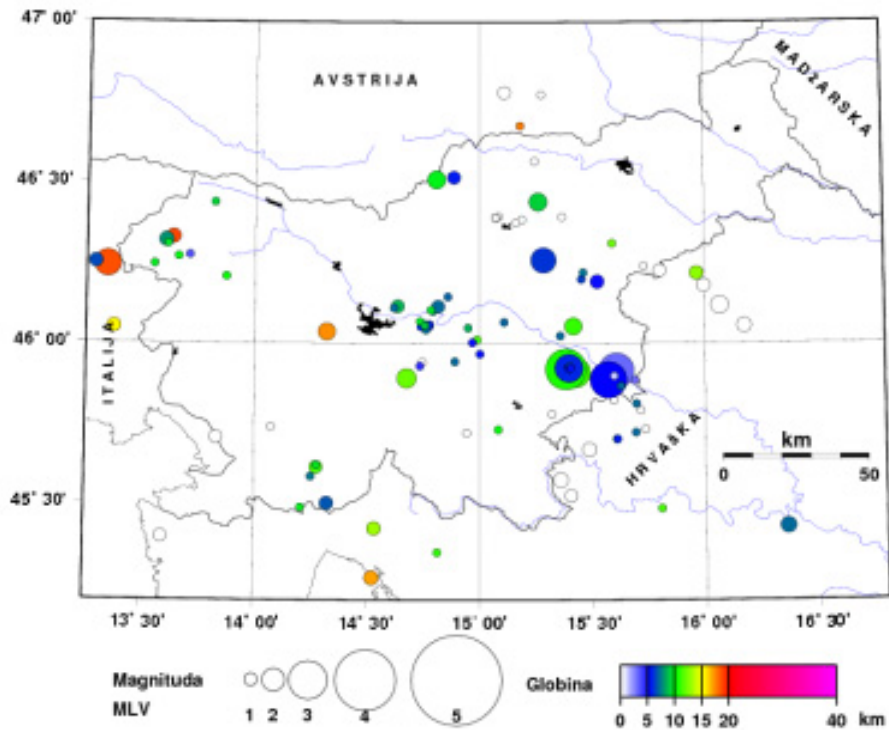 47° 00'
AVSTRIJA
MADžARSKA
46° 30'
46° 00'
ITALIJA
HRVAšKA
km
0 50
45° 30'
13° 30' 14° 00' 14° 30' 15° 00' 15° 30' 16° 00' 16° 30'
Magnituda
MLV
1 2 3 4 5
Globina
0 5 10 15 20 40 km